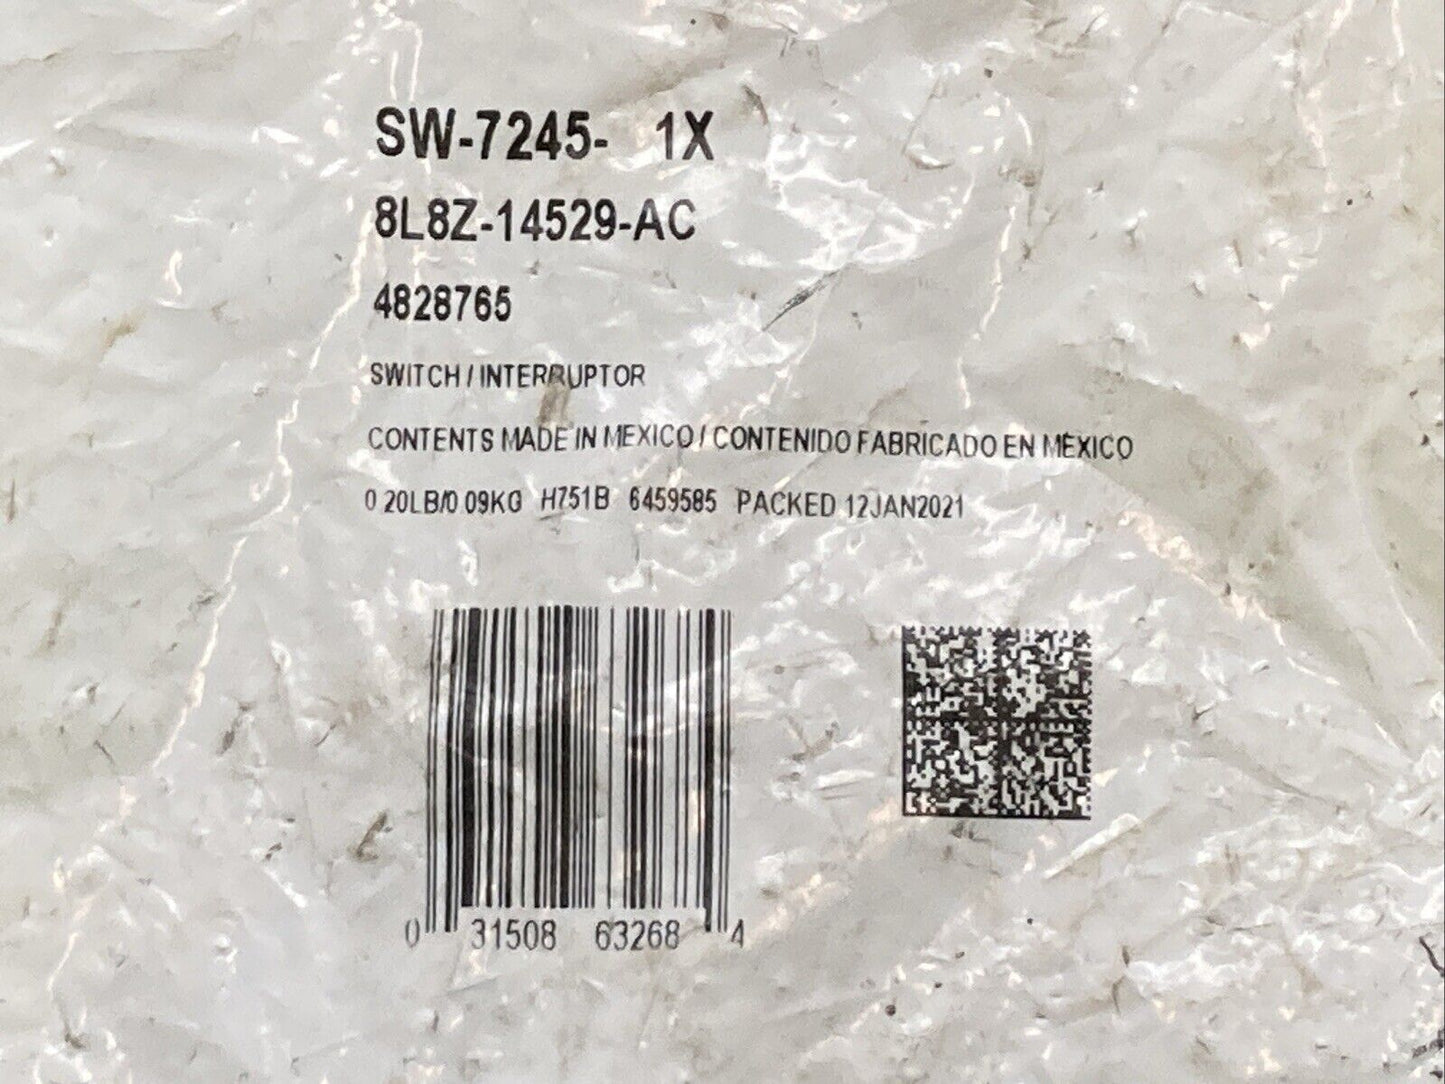 SW-7245-  1X
8L8Z-14529-AC
4828765
SWITCH / INTERRUPTOR
CONTENTS MADE IN MEXICO / CONTENIDO FABRICADO EN MEXICO
0 20LB/0 09KG  H751B  6459585  PACKED 12JAN2021
0 31508 63268 4